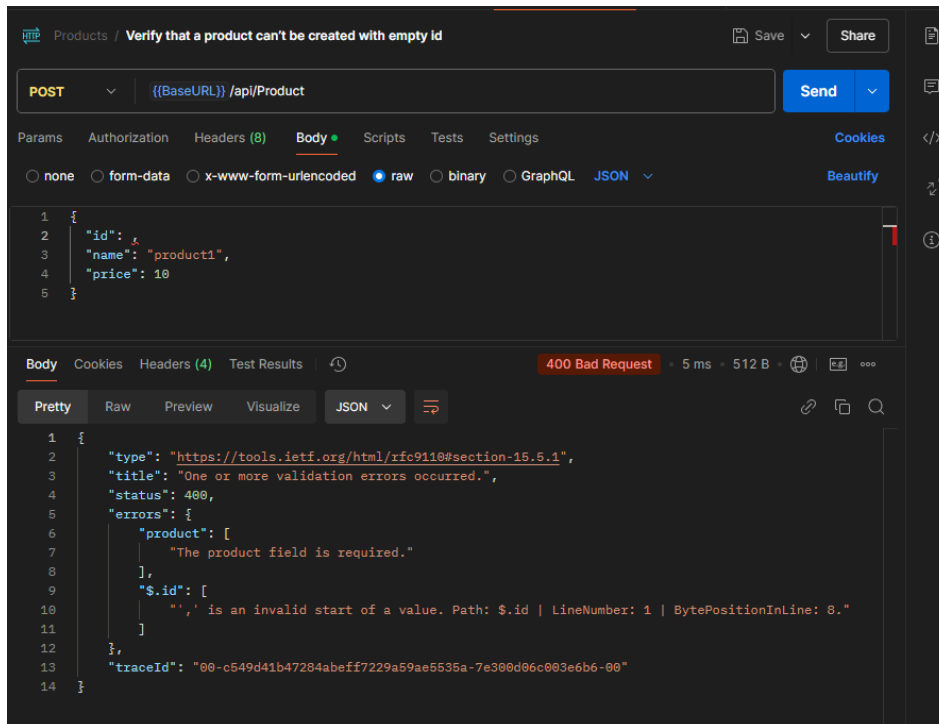 HTTP Products / Verify that a product can't be created with empty id Save Share
POST {{BaseURL}} /api/Product Send
Params Authorization Headers (8) Body Scripts Tests Settings Cookies
none form-data x-www-form-urlencoded raw binary GraphQL JSON Beautify
1 {
2 "id": ,
3 "name": "product1",
4 "price": 10
5 }
Body Cookies Headers (4) Test Results 400 Bad Request 5 ms 512 B e.g.
Pretty Raw Preview Visualize JSON
1 {
2 "type": "https://tools.ietf.org/html/rfc9110#section-15.5.1",
3 "title": "One or more validation errors occurred.",
4 "status": 400,
5 "errors": {
6 "product": [
7 "The product field is required."
8 ],
9 "$.id": [
10 "',' is an invalid start of a value. Path: $.id | LineNumber: 1 | BytePositionInLine: 8."
11 ]
12 },
13 "traceId": "00-c549d41b47284abeff7229a59ae5535a-7e300d06c003e6b6-00"
14 }